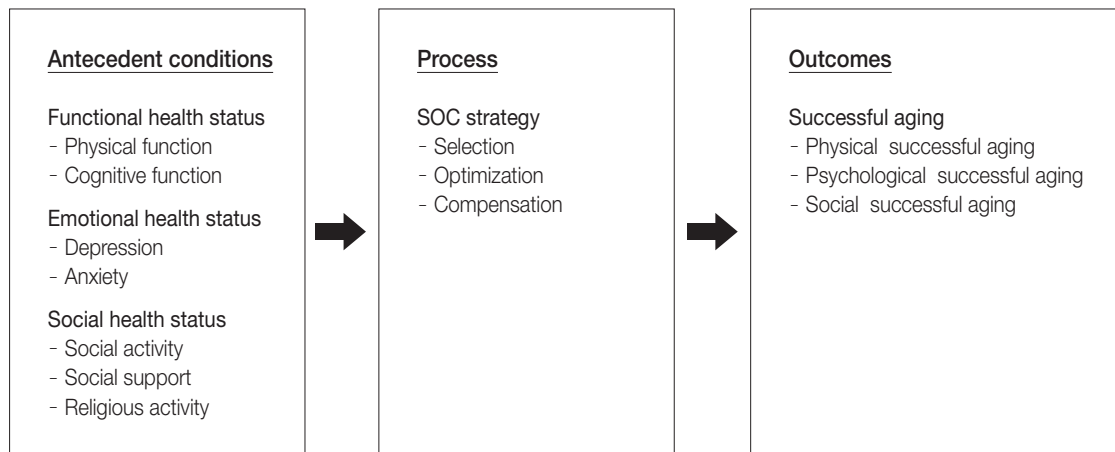 Antecedent conditions
Functional health status
- Physical function
- Cognitive function
Emotional health status
- Depression
- Anxiety
Social health status
- Social activity
- Social support
- Religious activity
Process
SOC strategy
- Selection
- Optimization
- Compensation
Outcomes
Successful aging
- Physical successful aging
- Psychological successful aging
- Social successful aging